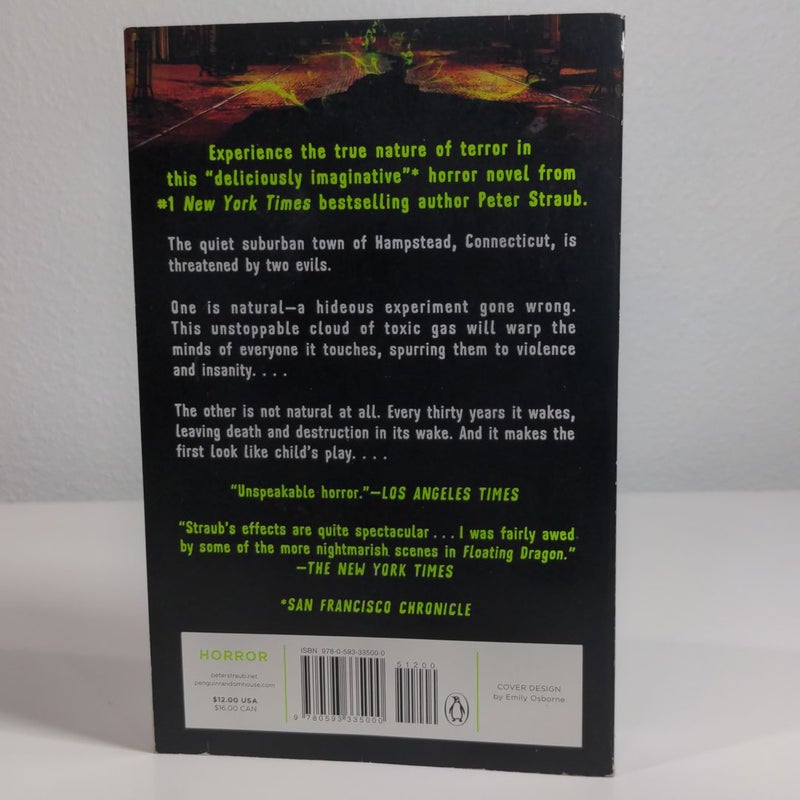 Experience the true nature of terror in
this "deliciously imaginative"* horror novel from
#1 New York Times bestselling author Peter Straub.
The quiet suburban town of Hampstead, Connecticut, is
threatened by two evils.
One is natural—a hideous experiment gone wrong.
This unstoppable cloud of toxic gas will warp the
minds of everyone it touches, spurring them to violence
and insanity. . . .
The other is not natural at all. Every thirty years it wakes,
leaving death and destruction in its wake. And it makes the
first look like child's play. . . .
"Unspeakable horror."—LOS ANGELES TIMES
"Straub's effects are quite spectacular . . . I was fairly awed
by some of the more nightmarish scenes in Floating Dragon."
—THE NEW YORK TIMES
*SAN FRANCISCO CHRONICLE
HORROR
peterstraub.net
penguinrandomhouse.com
$12.00 USA
$16.00 CAN
ISBN 978-0-593-33500-0
51200
9 780593 335000
COVER DESIGN
by Emily Osborne